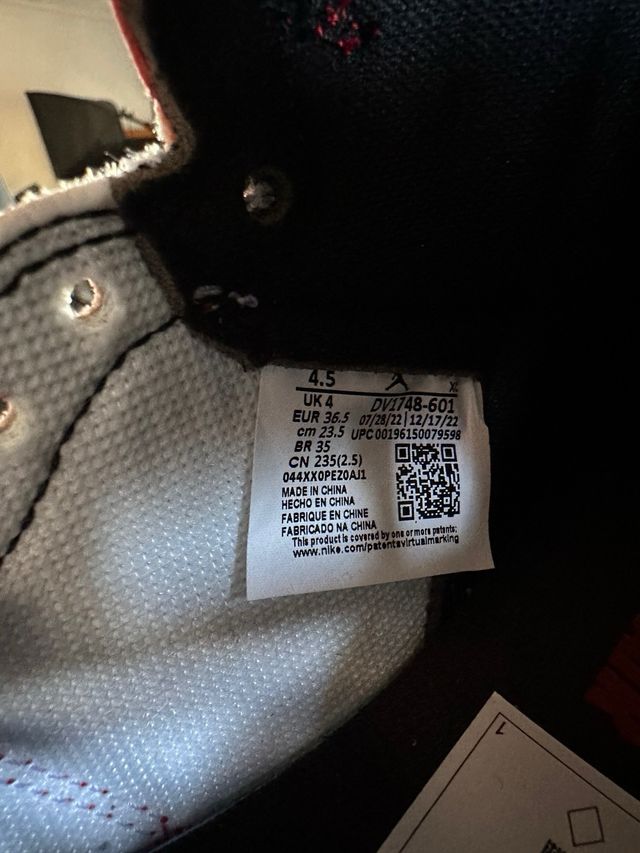 4.5
UK 4 DV1748-601
EUR 36.5 07/28/22 | 12/17/22
cm 23.5 UPC 00196150079598
BR 35
CN 235(2.5)
044XX0PEZ0AJ1
MADE IN CHINA
HECHO EN CHINA
FABRIQUE EN CHINE
FABRICADO NA CHINA
This product is covered by one or more patents;
www.nike.com/patentsvirtualmarking